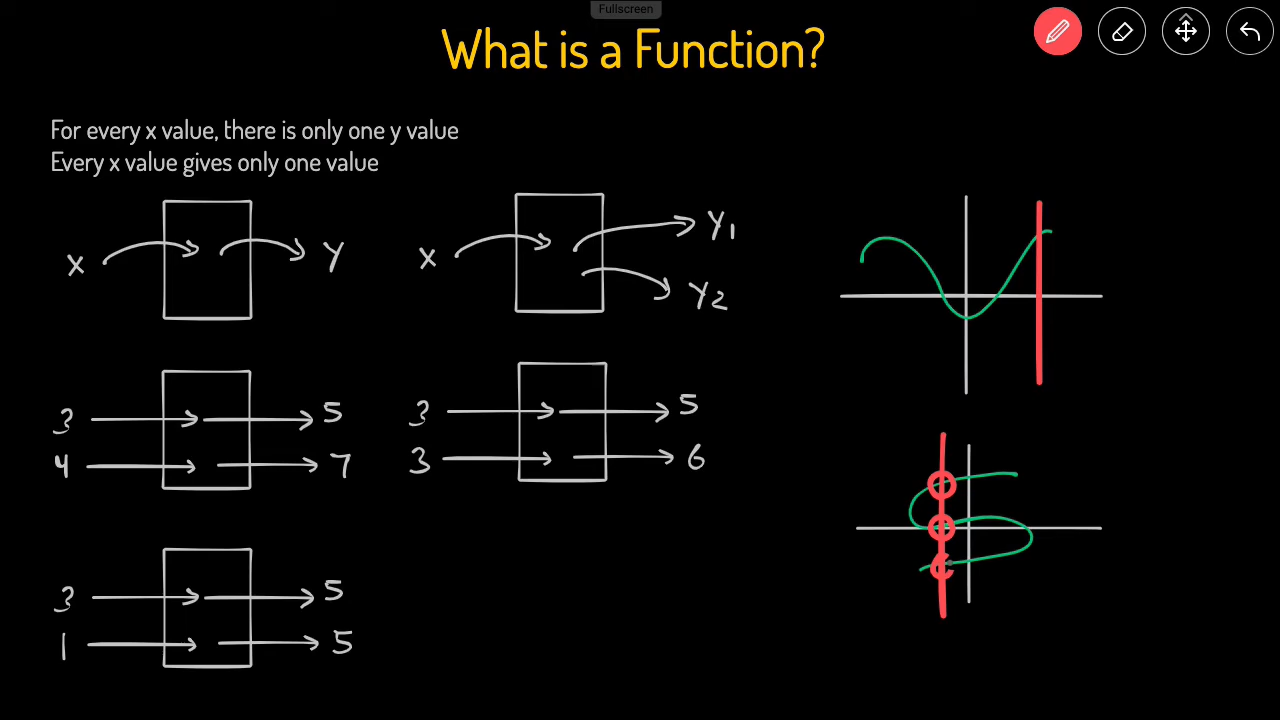 Fullscreen
What is a Function?
For every x value, there is only one y value
Every x value gives only one value
x y
x y1
y2
3 5
4 7
3 5
3 6
3 5
1 5